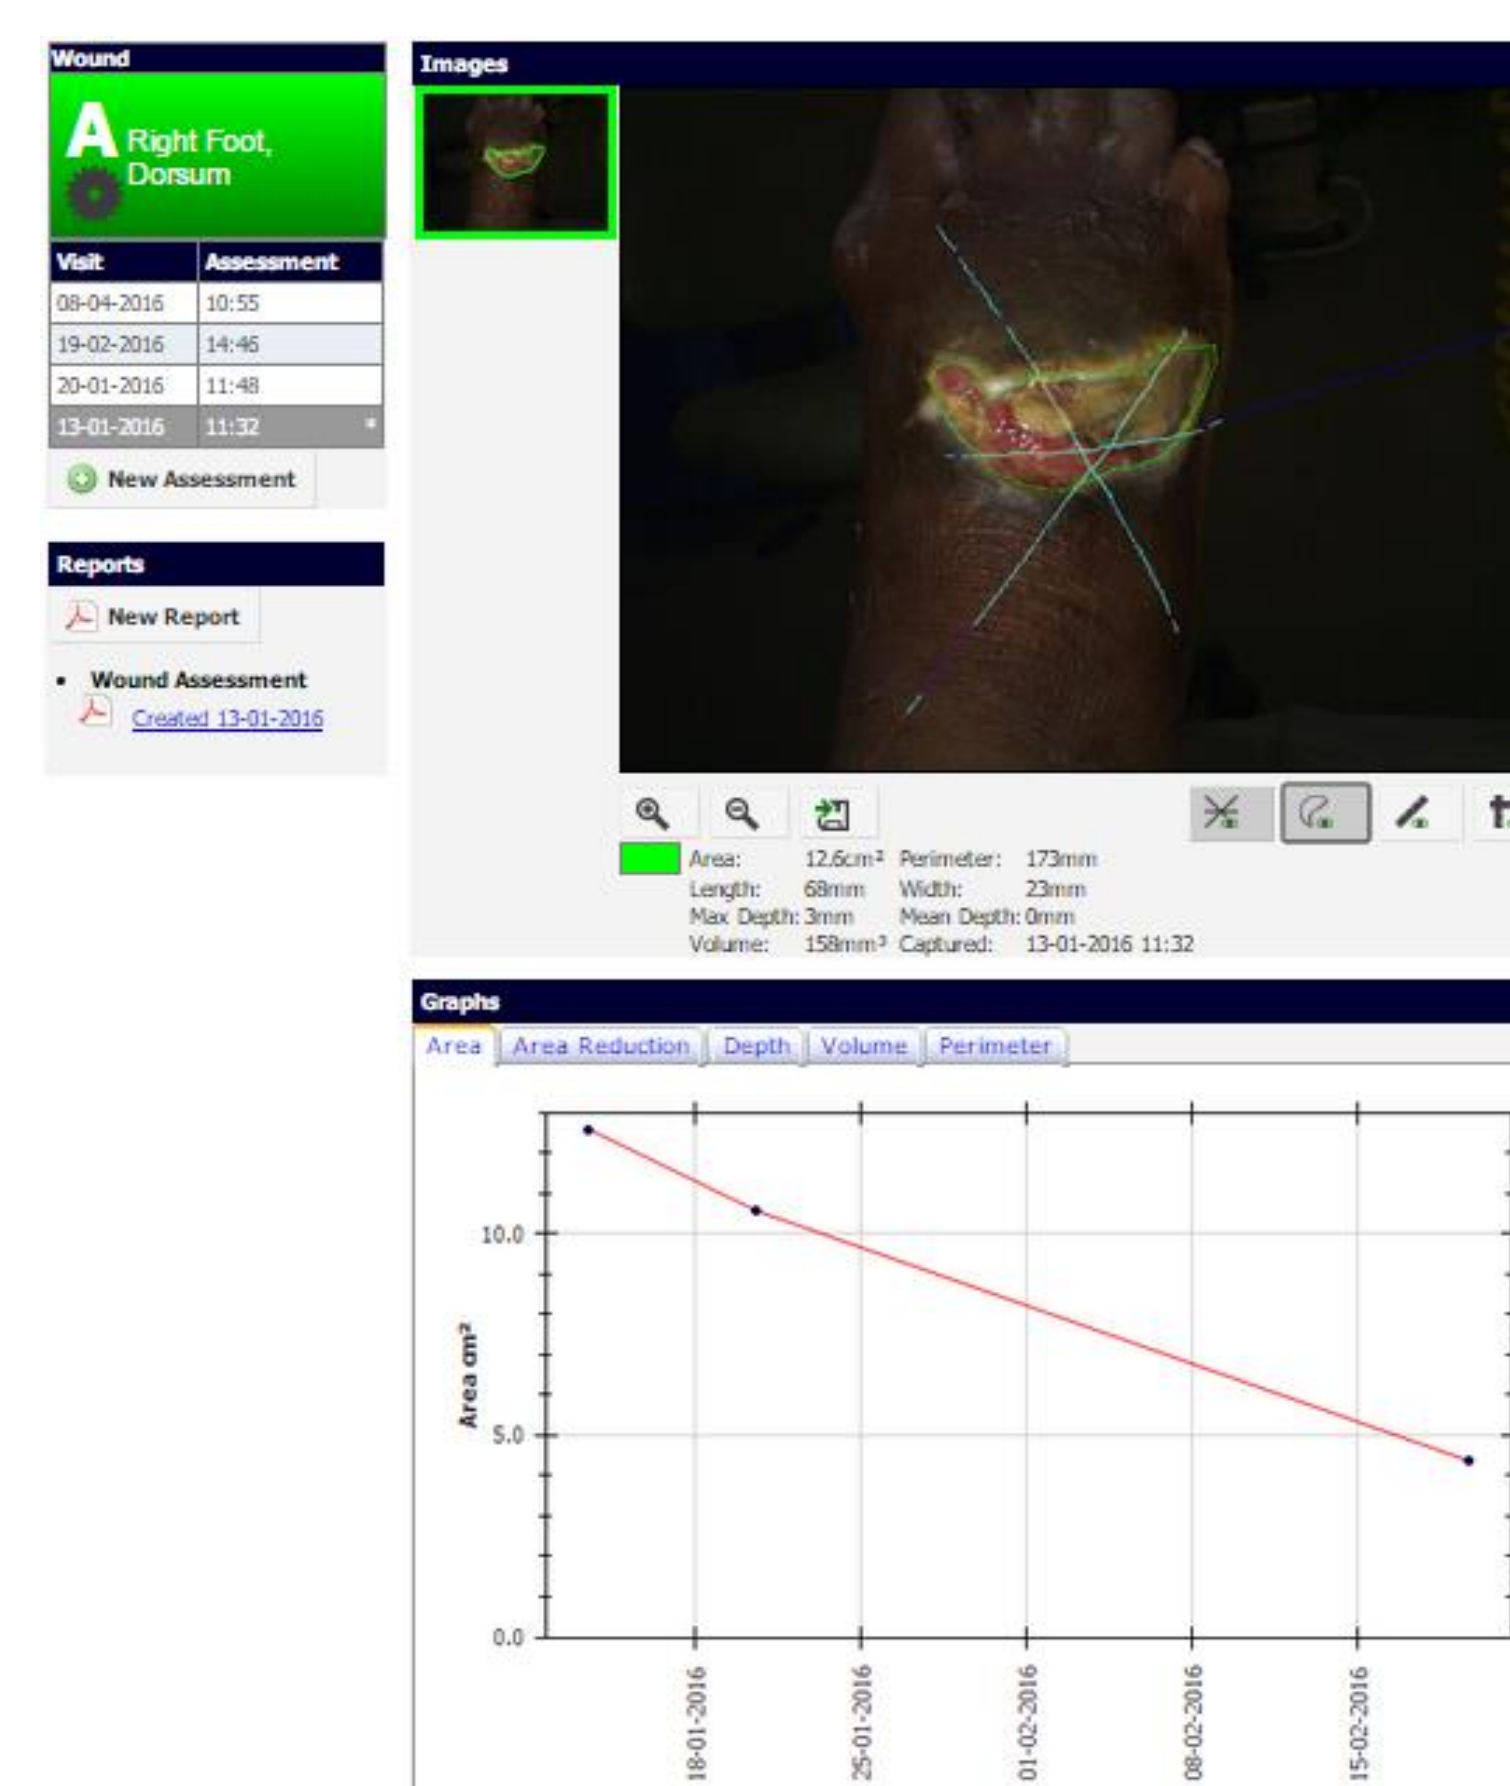 Wound
A Right Foot,
Dorsum
Visit Assessment
08-04-2016 10:55
19-02-2016 14:46
20-01-2016 11:48
13-01-2016 11:32 *
New Assessment
Reports
New Report
• Wound Assessment
Created 13-01-2016
Images
Area: 12.6cm² Perimeter: 173mm
Length: 68mm Width: 23mm
Max Depth: 3mm Mean Depth: 0mm
Volume: 158mm³ Captured: 13-01-2016 11:32
Graphs
Area Area Reduction Depth Volume Perimeter
10.0
5.0
0.0
Area cm²
18-01-2016
25-01-2016
01-02-2016
08-02-2016
15-02-2016